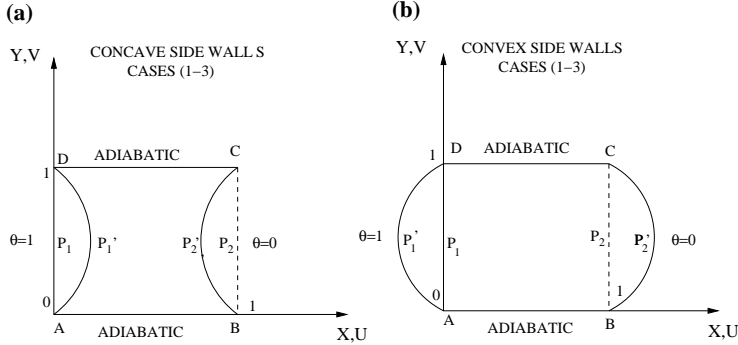 (a)
CONCAVE SIDE WALL S
CASES (1−3)
Y,V
D
ADIABATIC
C
1
θ=1
P1
P1’
P2’
P2
θ=0
0
1
A
ADIABATIC
B
X,U
(b)
CONVEX SIDE WALLS
CASES (1−3)
Y,V
D
ADIABATIC
C
1
θ=1
P1’
P1
P2
P2’
θ=0
0
1
A
ADIABATIC
B
X,U